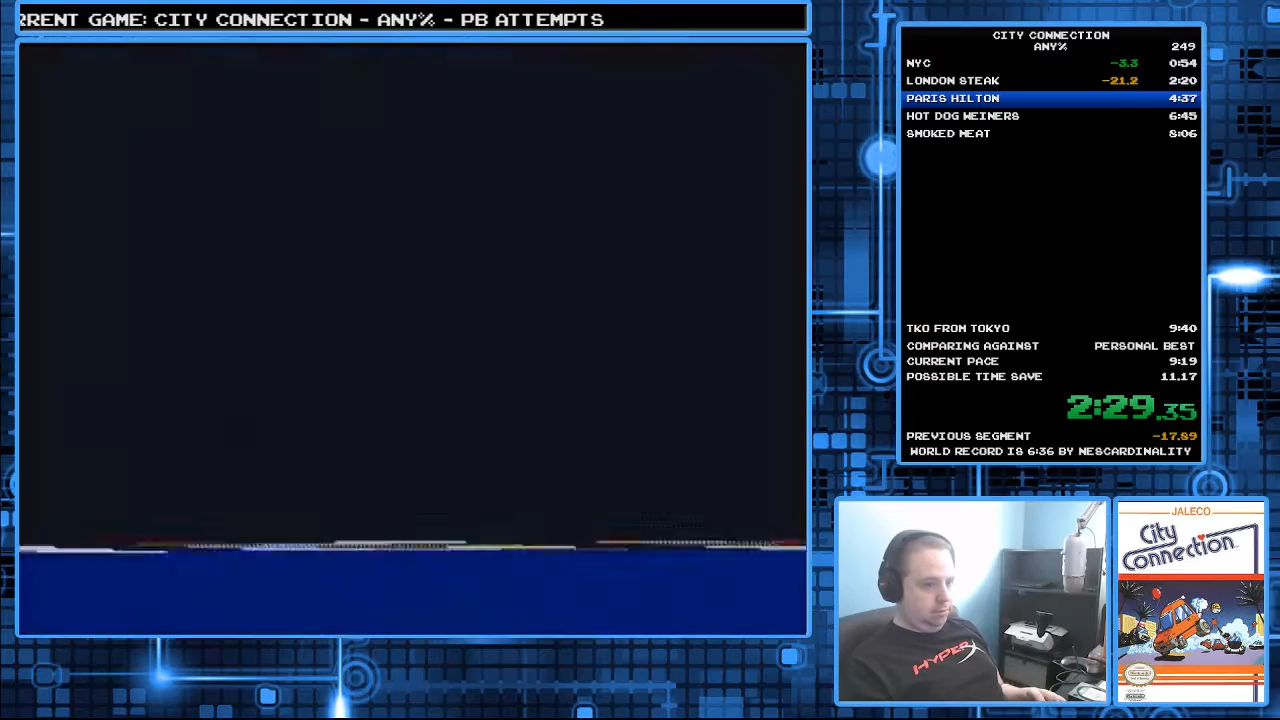 RRENT GAME: CITY CONNECTION - ANY% - PB ATTEMPTS
CITY CONNECTION
ANY% 249
NYC -3.3 0:54
LONDON STEAK -21.2 2:20
PARIS HILTON 4:37
HOT DOG WEINERS 6:45
SMOKED MEAT 8:06
TKO FROM TOKYO 9:40
COMPARING AGAINST PERSONAL BEST
CURRENT PACE 9:19
POSSIBLE TIME SAVE 11.17
2:29.35
PREVIOUS SEGMENT -17.89
WORLD RECORD IS 6:36 BY NESCARDINALITY
HYPERX
JALECO
City
Connection